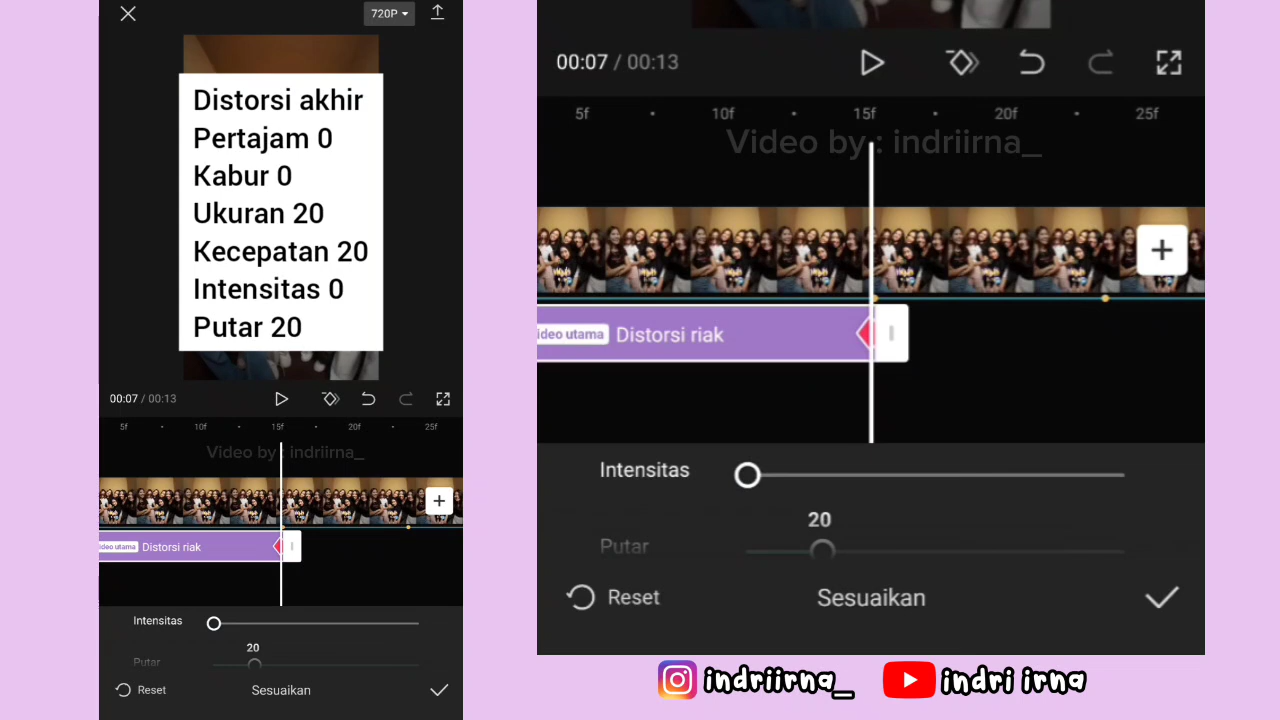 720P
Distorsi akhir
Pertajam 0
Kabur 0
Ukuran 20
Kecepatan 20
Intensitas 0
Putar 20
00:07 / 00:13
5f 10f 15f 20f 25f
Video by : indriirna_
ideo utama Distorsi riak
Intensitas
20
Putar
Reset Sesuaikan
00:07 / 00:13
5f 10f 15f 20f 25f
Video by : indriirna_
ideo utama Distorsi riak
Intensitas
20
Putar
Reset Sesuaikan
indriirna_ indri irna